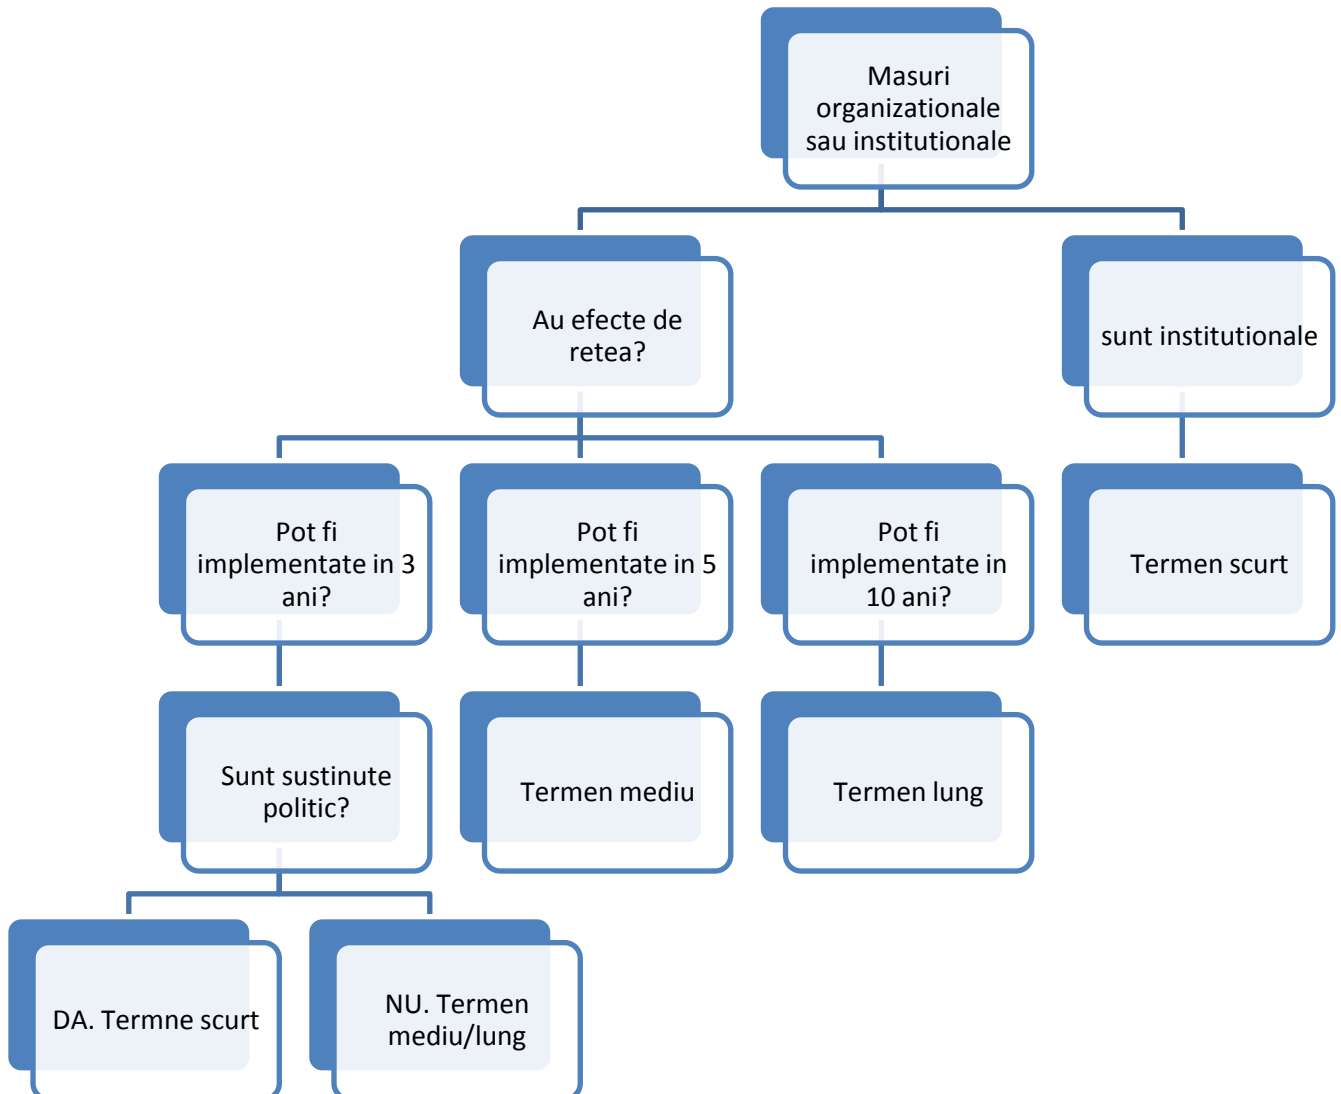 Masuri
organizationale
sau institutionale
Au efecte de
retea?
sunt institutionale
Pot fi
implementate in 3
ani?
Pot fi
implementate in 5
ani?
Pot fi
implementate in
10 ani?
Termen scurt
Sunt sustinute
politic?
Termen mediu
Termen lung
DA. Termne scurt
NU. Termen
mediu/lung